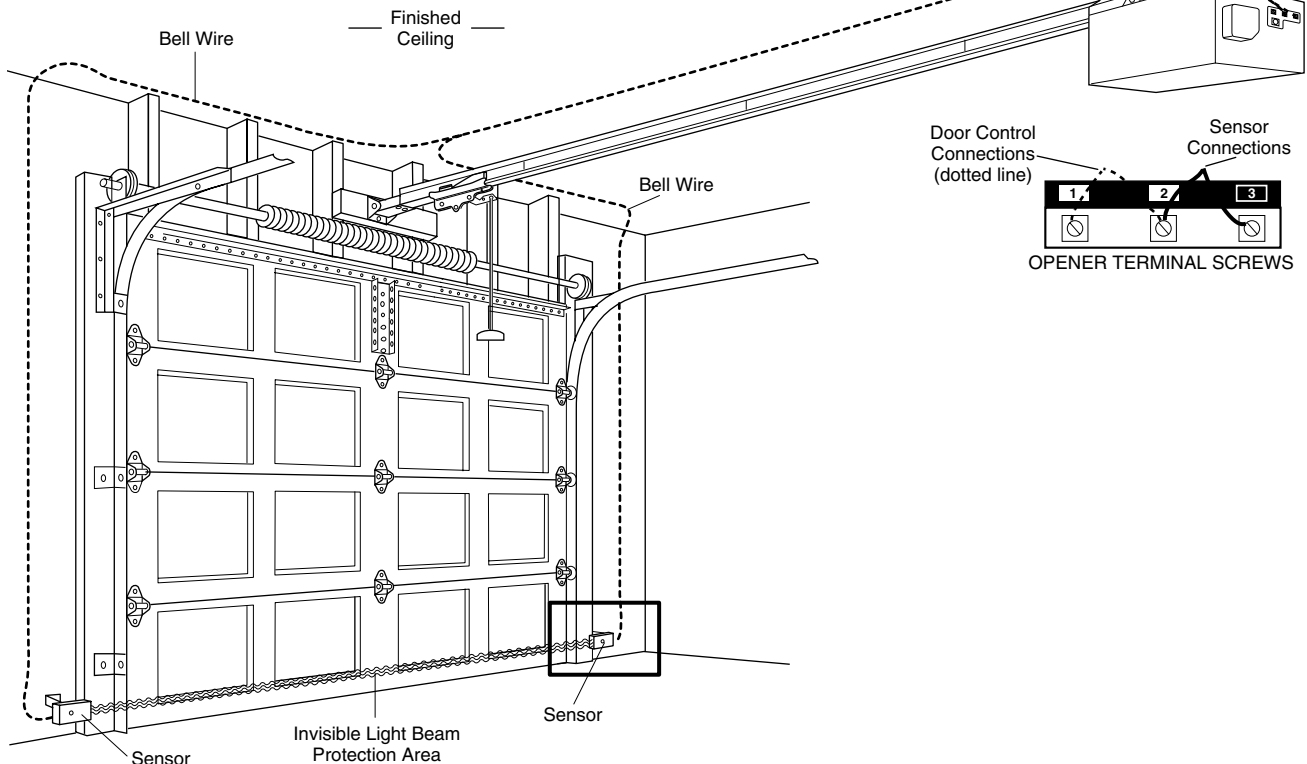 Finished
Ceiling
Bell Wire
Door Control
Connections
(dotted line)
Sensor
Connections
Bell Wire
1 2 3
OPENER TERMINAL SCREWS
Sensor
Invisible Light Beam
Protection Area
Sensor